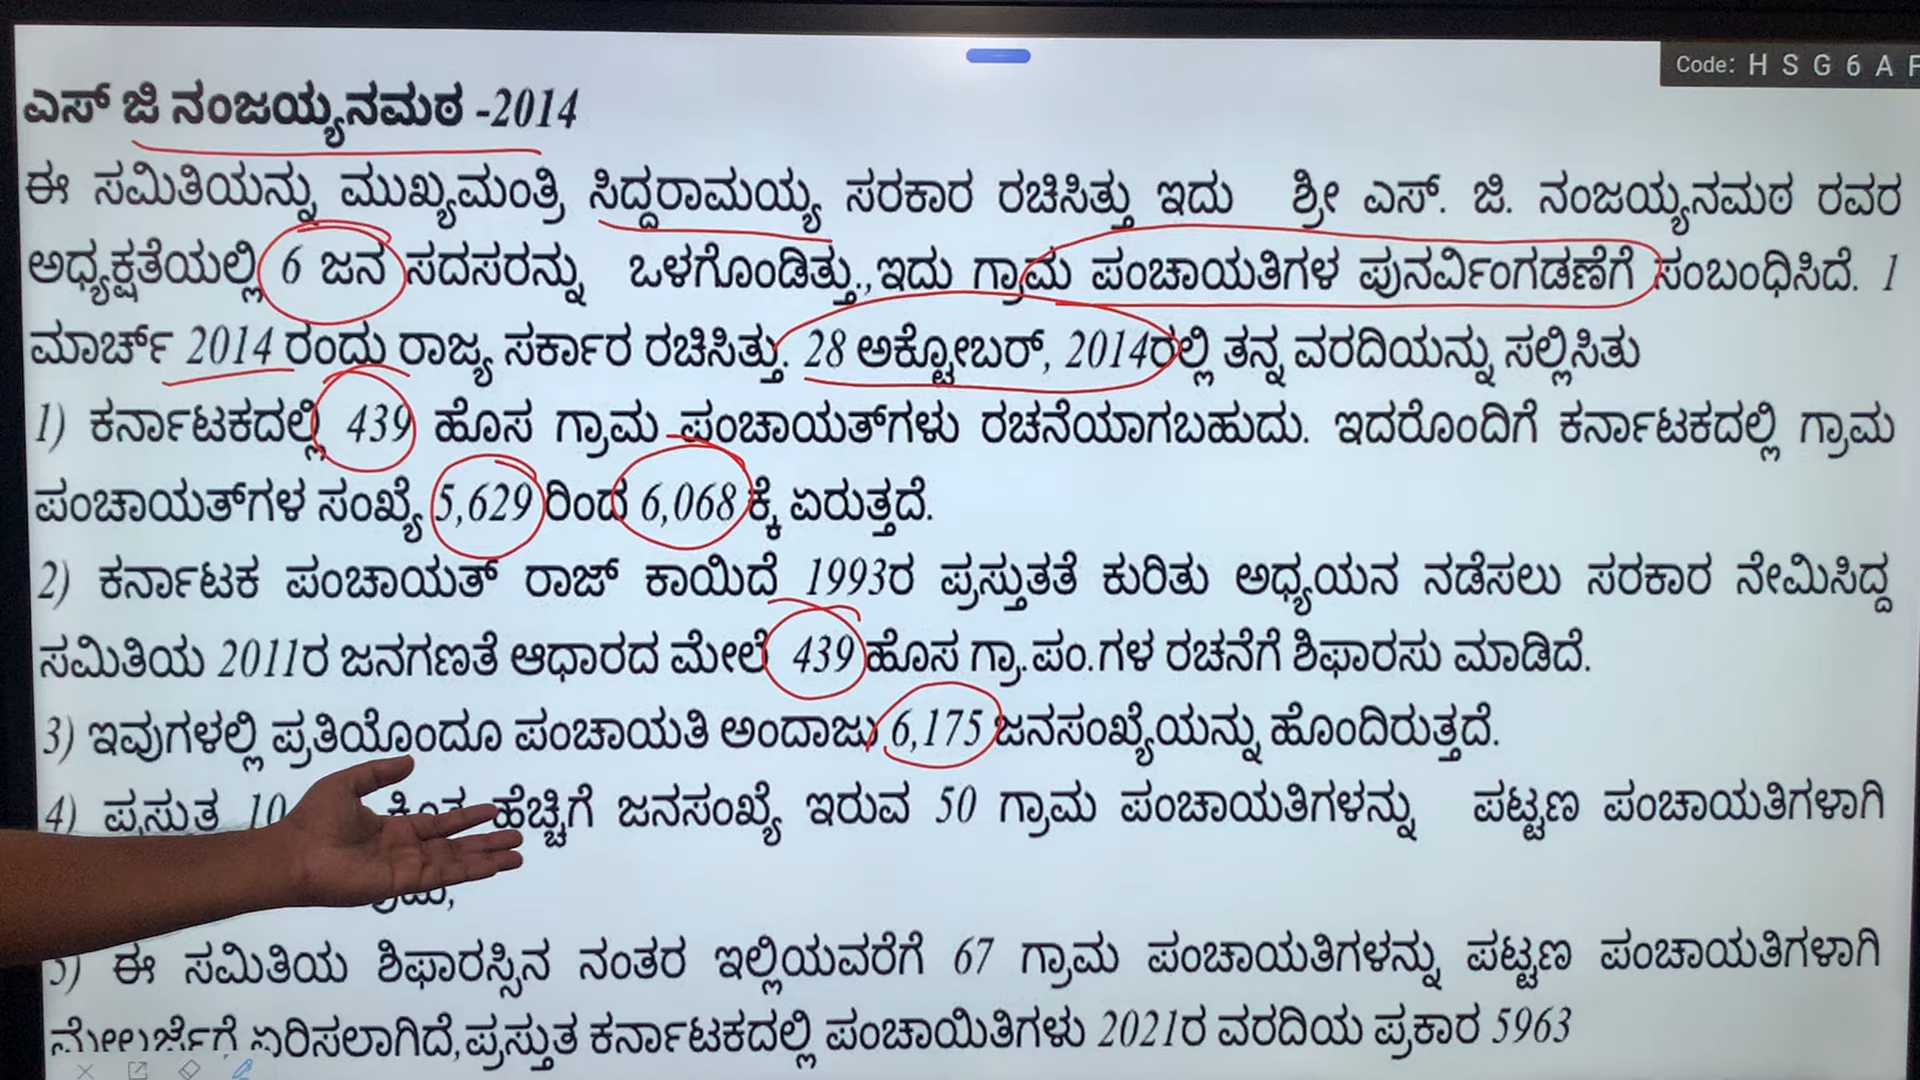 Code: H S G 6 A F
ಎಸ್ ಜಿ ನಂಜಯ್ಯನಮಠ -2014
ಈ ಸಮಿತಿಯನ್ನು ಮುಖ್ಯಮಂತ್ರಿ ಸಿದ್ದರಾಮಯ್ಯ ಸರಕಾರ ರಚಿಸಿತ್ತು ಇದು ಶ್ರೀ ಎಸ್. ಜಿ. ನಂಜಯ್ಯನಮಠ ರವರ
ಅಧ್ಯಕ್ಷತೆಯಲ್ಲಿ 6 ಜನ ಸದಸರನ್ನು ಒಳಗೊಂಡಿತ್ತು., ಇದು ಗ್ರಾಮ ಪಂಚಾಯತಿಗಳ ಪುನರ್ವಿಂಗಡಣೆಗೆ ಸಂಬಂಧಿಸಿದೆ. 1
ಮಾರ್ಚ್ 2014 ರಂದು ರಾಜ್ಯ ಸರ್ಕಾರ ರಚಿಸಿತ್ತು. 28 ಅಕ್ಟೋಬರ್, 2014ರಲ್ಲಿ ತನ್ನ ವರದಿಯನ್ನು ಸಲ್ಲಿಸಿತು
1) ಕರ್ನಾಟಕದಲ್ಲಿ 439 ಹೊಸ ಗ್ರಾಮ ಪಂಚಾಯತ್‌ಗಳು ರಚನೆಯಾಗಬಹುದು. ಇದರೊಂದಿಗೆ ಕರ್ನಾಟಕದಲ್ಲಿ ಗ್ರಾಮ
ಪಂಚಾಯತ್‌ಗಳ ಸಂಖ್ಯೆ 5,629 ರಿಂದ 6,068 ಕ್ಕೆ ಏರುತ್ತದೆ.
2) ಕರ್ನಾಟಕ ಪಂಚಾಯತ್ ರಾಜ್ ಕಾಯಿದೆ 1993ರ ಪ್ರಸ್ತುತತೆ ಕುರಿತು ಅಧ್ಯಯನ ನಡೆಸಲು ಸರಕಾರ ನೇಮಿಸಿದ್ದ
ಸಮಿತಿಯ 2011ರ ಜನಗಣತೆ ಆಧಾರದ ಮೇಲೆ 439 ಹೊಸ ಗ್ರಾ.ಪಂ.ಗಳ ರಚನೆಗೆ ಶಿಫಾರಸು ಮಾಡಿದೆ.
3) ಇವುಗಳಲ್ಲಿ ಪ್ರತಿಯೊಂದೂ ಪಂಚಾಯತಿ ಅಂದಾಜು 6,175 ಜನಸಂಖ್ಯೆಯನ್ನು ಹೊಂದಿರುತ್ತದೆ.
4) ಪ್ರಸ್ತುತ ಹೆಚ್ಚಿಗೆ ಜನಸಂಖ್ಯೆ ಇರುವ 50 ಗ್ರಾಮ ಪಂಚಾಯತಿಗಳನ್ನು ಪಟ್ಟಣ ಪಂಚಾಯತಿಗಳಾಗಿ
5) ಈ ಸಮಿತಿಯ ಶಿಫಾರಸ್ಸಿನ ನಂತರ ಇಲ್ಲಿಯವರೆಗೆ 67 ಗ್ರಾಮ ಪಂಚಾಯತಿಗಳನ್ನು ಪಟ್ಟಣ ಪಂಚಾಯತಿಗಳಾಗಿ
ಮೇಲ್ದರ್ಜೆಗೆ ಏರಿಸಲಾಗಿದೆ, ಪ್ರಸ್ತುತ ಕರ್ನಾಟಕದಲ್ಲಿ ಪಂಚಾಯಿತಿಗಳು 2021ರ ವರದಿಯ ಪ್ರಕಾರ 5963